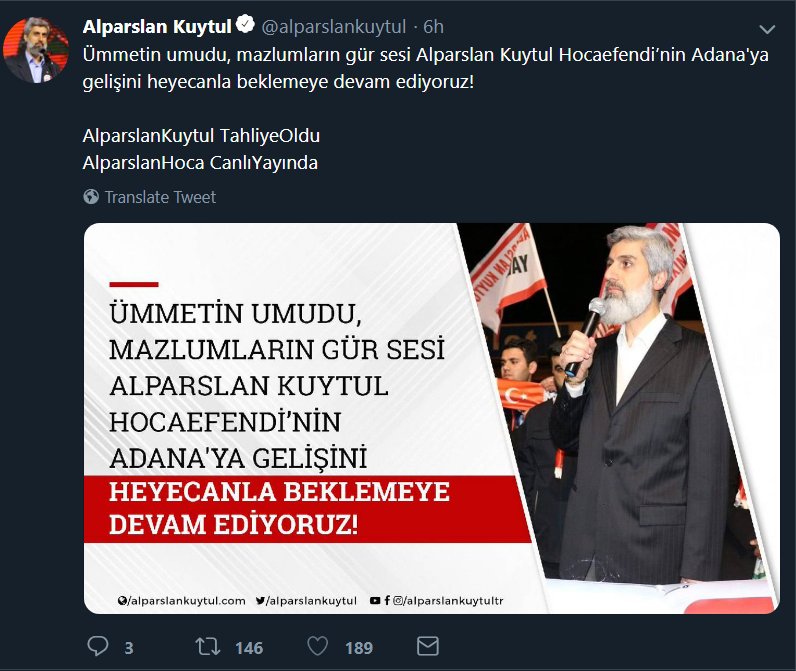 Alparslan Kuytul @alparslankuytul · 6h
Ümmetin umudu, mazlumların gür sesi Alparslan Kuytul Hocaefendi’nin Adana'ya
gelişini heyecanla beklemeye devam ediyoruz!
AlparslanKuytul TahliyeOldu
AlparslanHoca CanlıYayında
Translate Tweet
ÜMMETİN UMUDU,
MAZLUMLARIN GÜR SESİ
ALPARSLAN KUYTUL
HOCAEFENDİ’NİN
ADANA'YA GELİŞİNİ
HEYECANLA BEKLEMEYE
DEVAM EDİYORUZ!
/alparslankuytul.com /alparslankuytul /alparslankuytultr
3 146 189